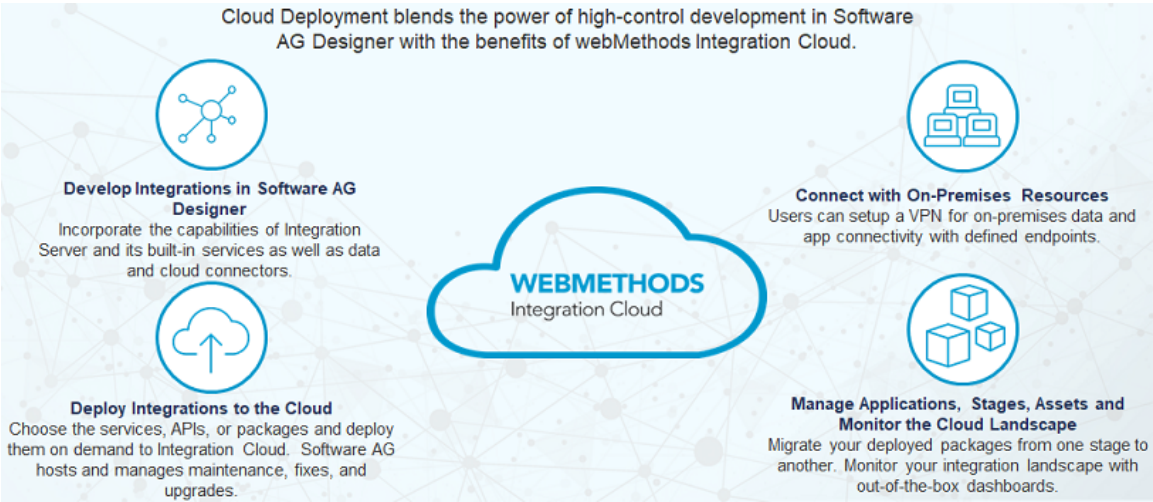 Cloud Deployment blends the power of high-control development in Software
AG Designer with the benefits of webMethods Integration Cloud.
Develop Integrations in Software AG
Designer
Incorporate the capabilities of Integration
Server and its built-in services as well as data
and cloud connectors.
Deploy Integrations to the Cloud
Choose the services, APIs, or packages and deploy
them on demand to Integration Cloud. Software AG
hosts and manages maintenance, fixes, and
upgrades.
WEBMETHODS
Integration Cloud
Connect with On-Premises Resources
Users can setup a VPN for on-premises data and
app connectivity with defined endpoints.
Manage Applications, Stages, Assets and
Monitor the Cloud Landscape
Migrate your deployed packages from one stage to
another. Monitor your integration landscape with
out-of-the-box dashboards.